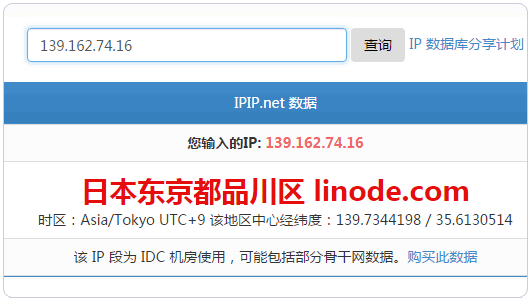 139.162.74.16 查询 IP 数据库分享计划
IPIP.net 数据
您输入的IP: 139.162.74.16
日本东京都品川区 linode.com
时区：Asia/Tokyo UTC+9 该地区中心经纬度：139.7344198 / 35.6130514
该 IP 段为 IDC 机房使用，可能包括部分骨干网数据。购买此数据